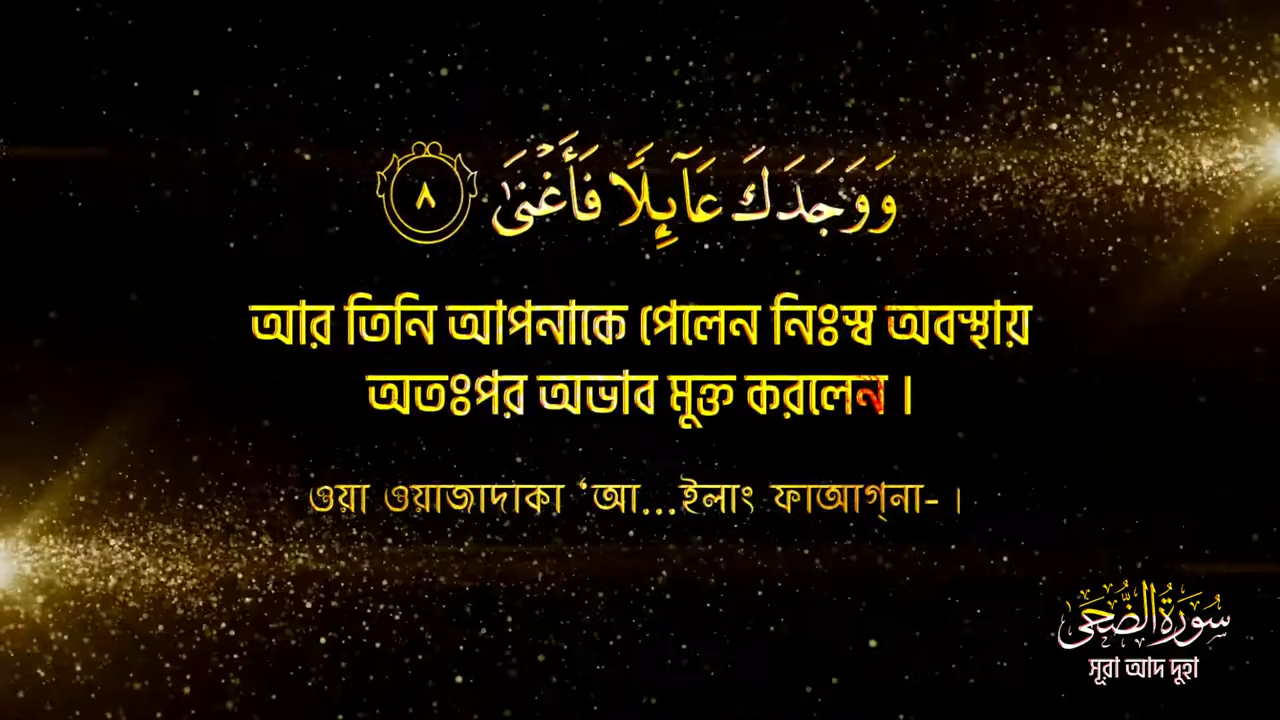 وَوَجَدَكَ عَآئِلًا فَأَغْنَىٰ ٨
আর তিনি আপনাকে পেলেন নিঃস্ব অবস্থায়
অতঃপর অভাব মুক্ত করলেন ।
ওয়া ওয়াজাদাকা ‘আ...ইলাং ফাআগ্‌না- ।
سُورَةُ الضُّحَى
সূরা আদ দুহা